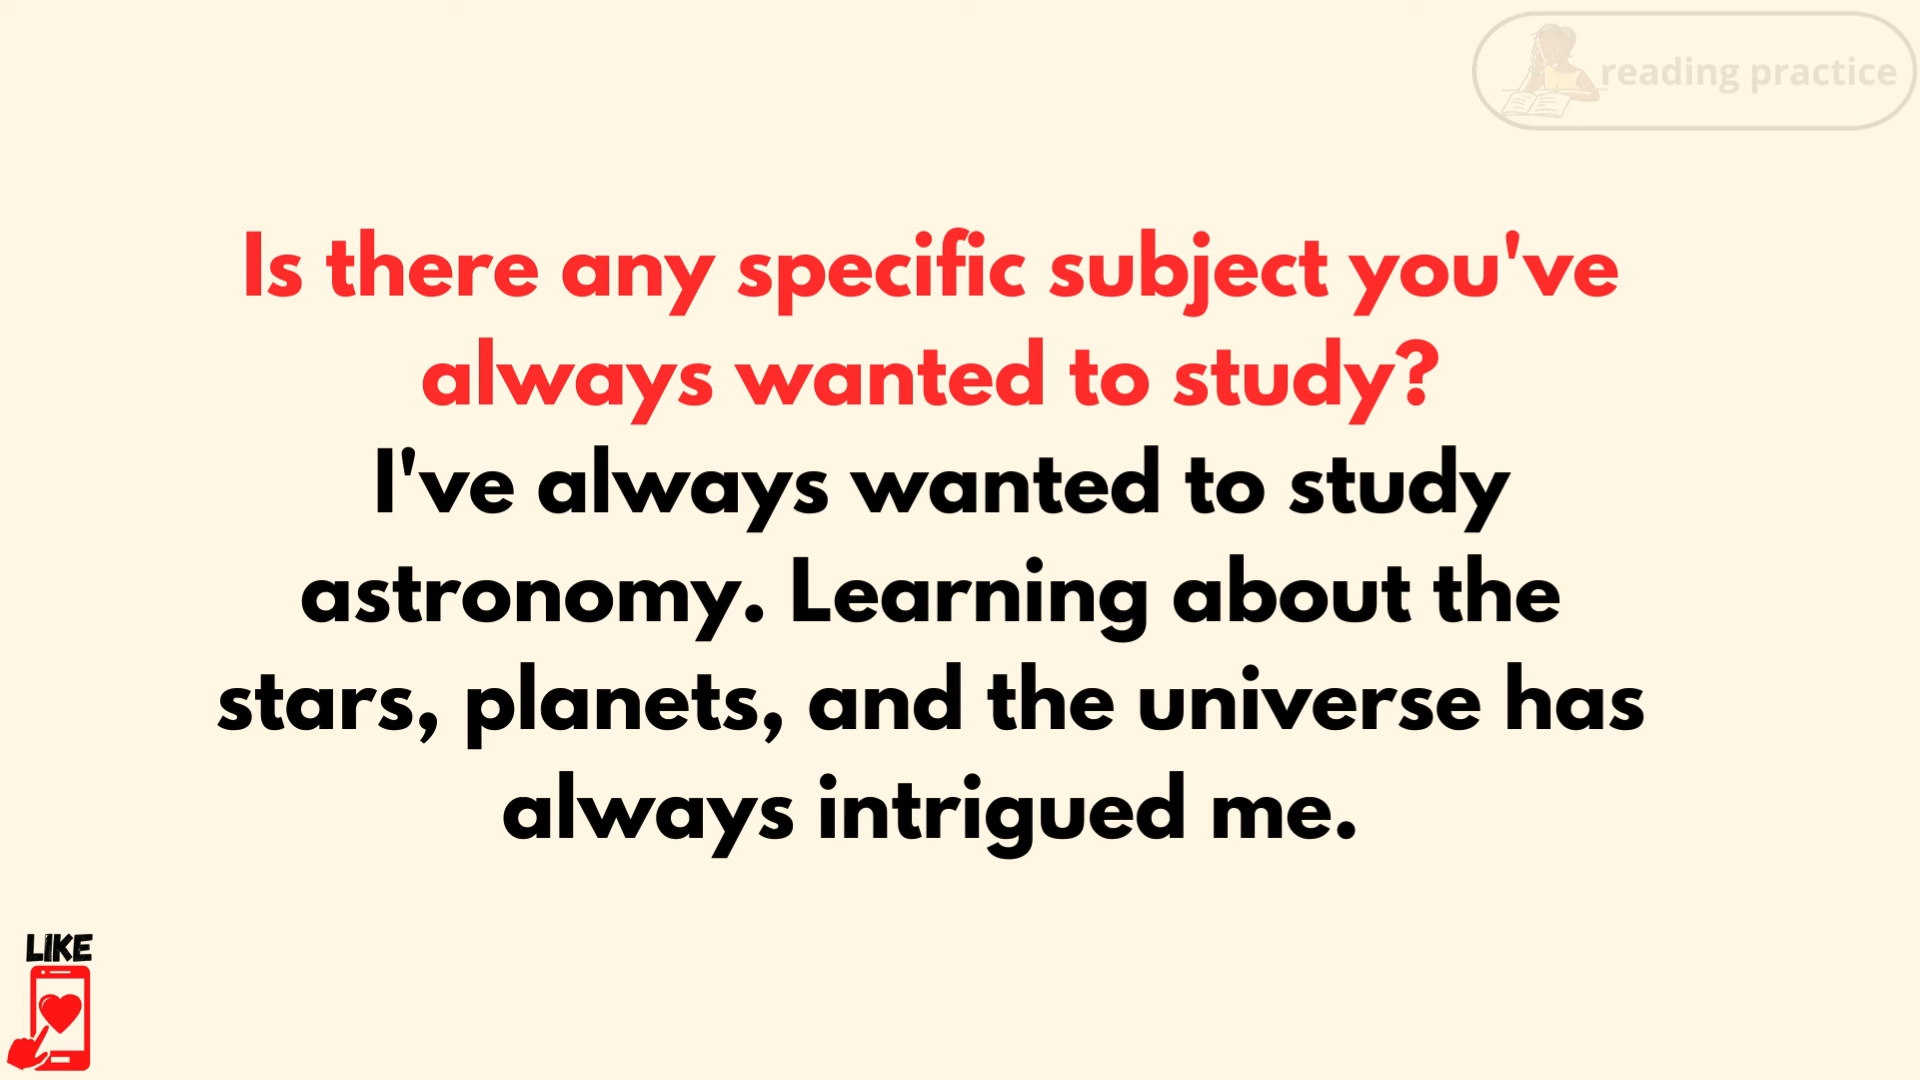 reading practice
Is there any specific subject you've
always wanted to study?
I've always wanted to study
astronomy. Learning about the
stars, planets, and the universe has
always intrigued me.
LIKE